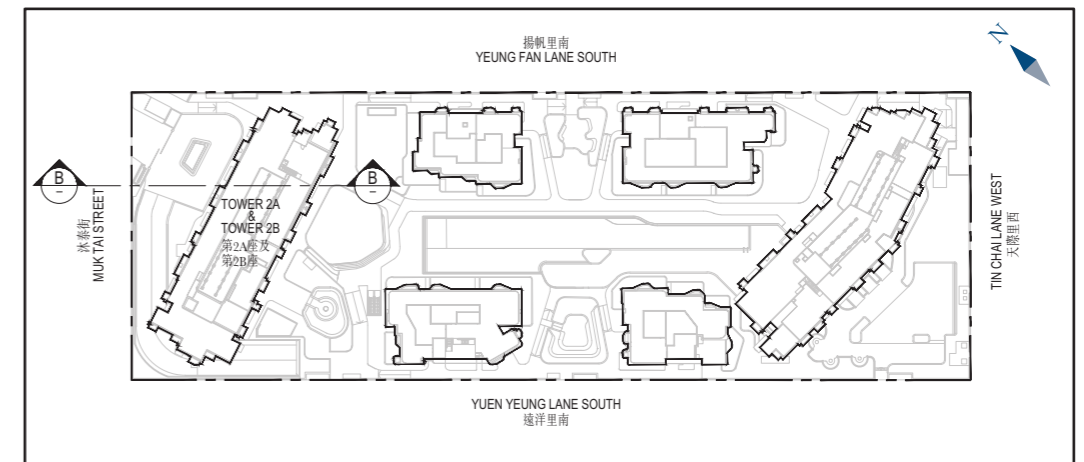 揚帆里南
YEUNG FAN LANE SOUTH
N
B
–
B
–
沐泰街
MUK TAI STREET
TOWER 2A
&
TOWER 2B
第2A座及
第2B座
TIN CHAI LANE WEST
天際里西
YUEN YEUNG LANE SOUTH
遠洋里南